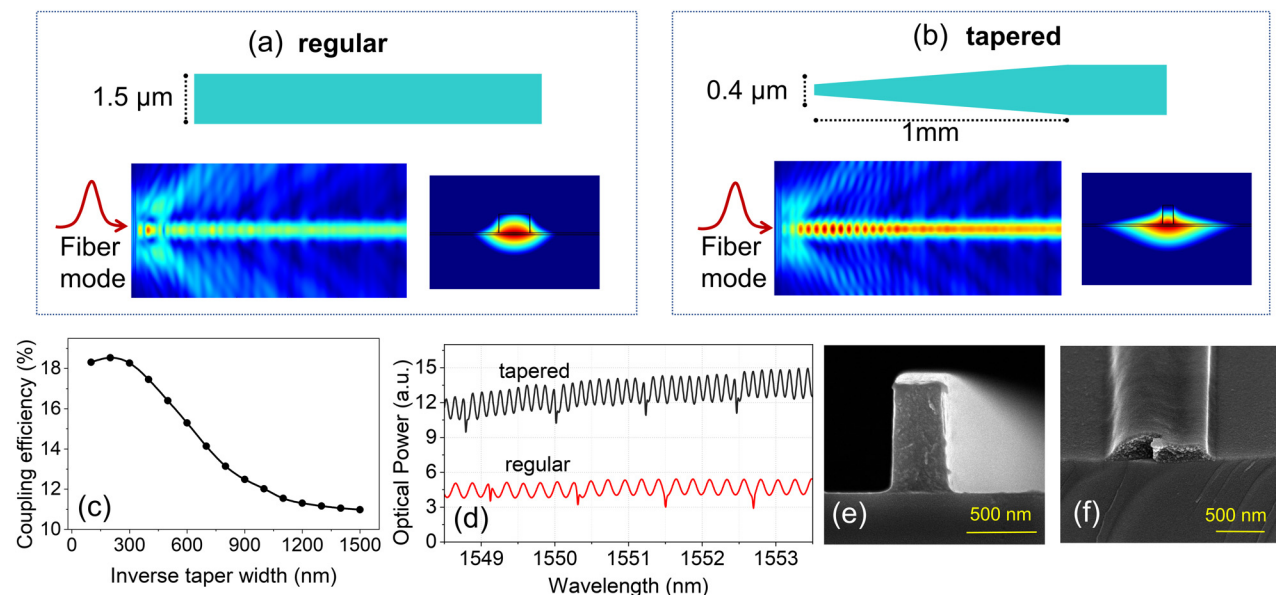 (a) regular
1.5 µm
Fiber
mode
(b) tapered
0.4 µm
1mm
Fiber
mode
Coupling efficiency (%)
18
16
14
12
10
(c)
0 300 600 900 1200 1500
Inverse taper width (nm)
Optical Power (a.u.)
15
12
9
6
3
0
tapered
regular
(d)
1549 1550 1551 1552 1553
Wavelength (nm)
(e)
500 nm
(f)
500 nm